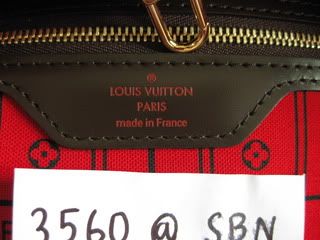 ®
LOUIS VUITTON
PARIS
made in France
3560 @ SBN